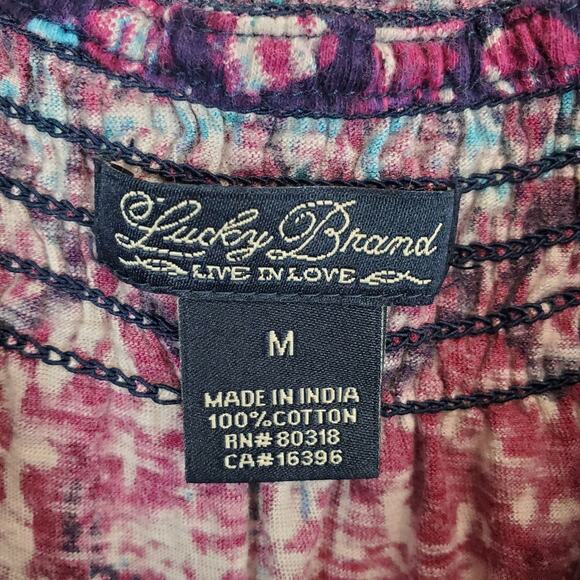 Lucky Brand
LIVE IN LOVE
M
MADE IN INDIA
100% COTTON
RN# 80318
CA# 16396